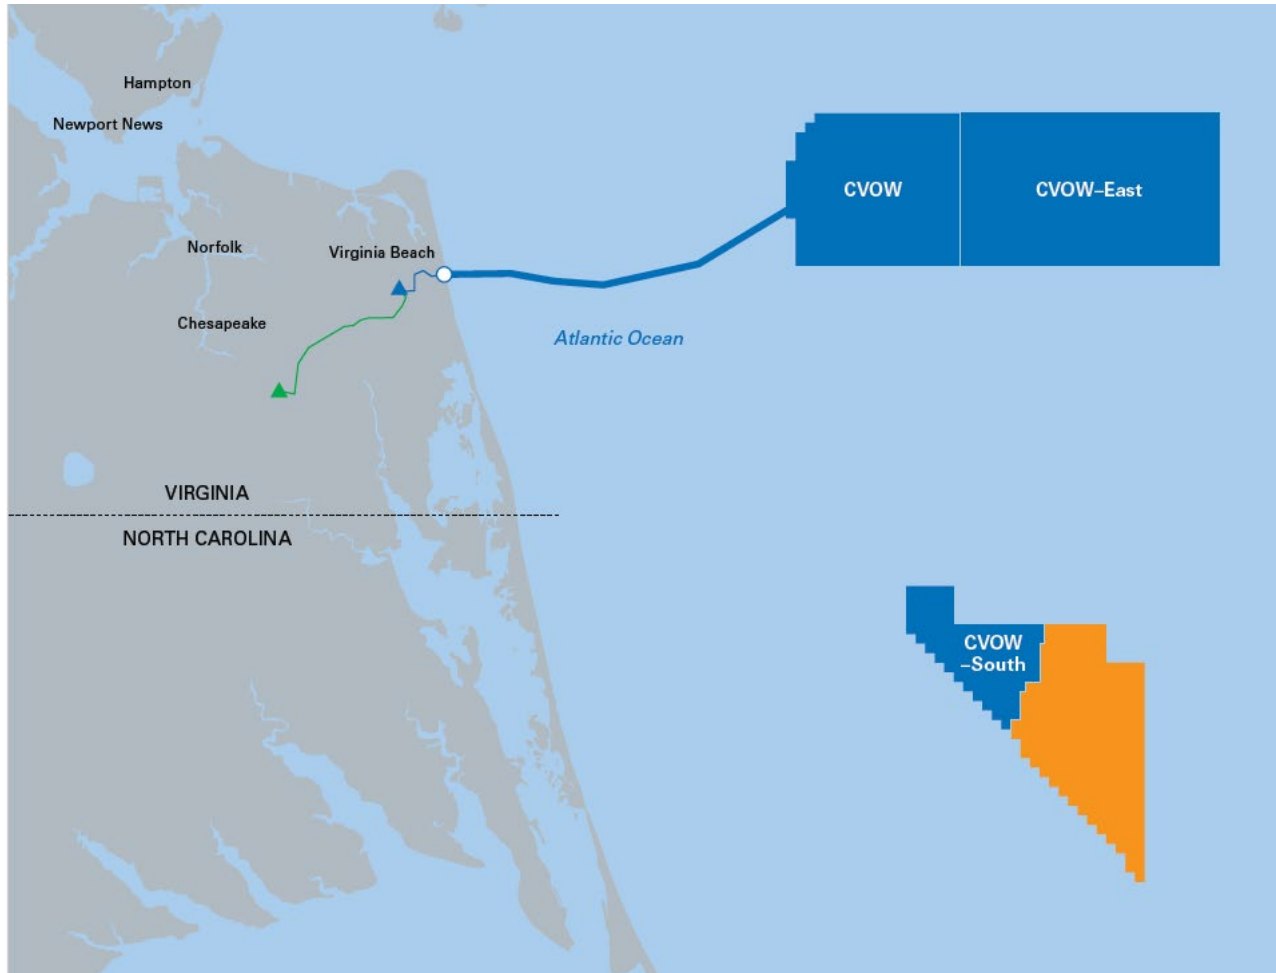 Hampton
Newport News
CVOW
CVOW–East
Norfolk
Virginia Beach
Chesapeake
Atlantic Ocean
VIRGINIA
NORTH CAROLINA
CVOW
–South